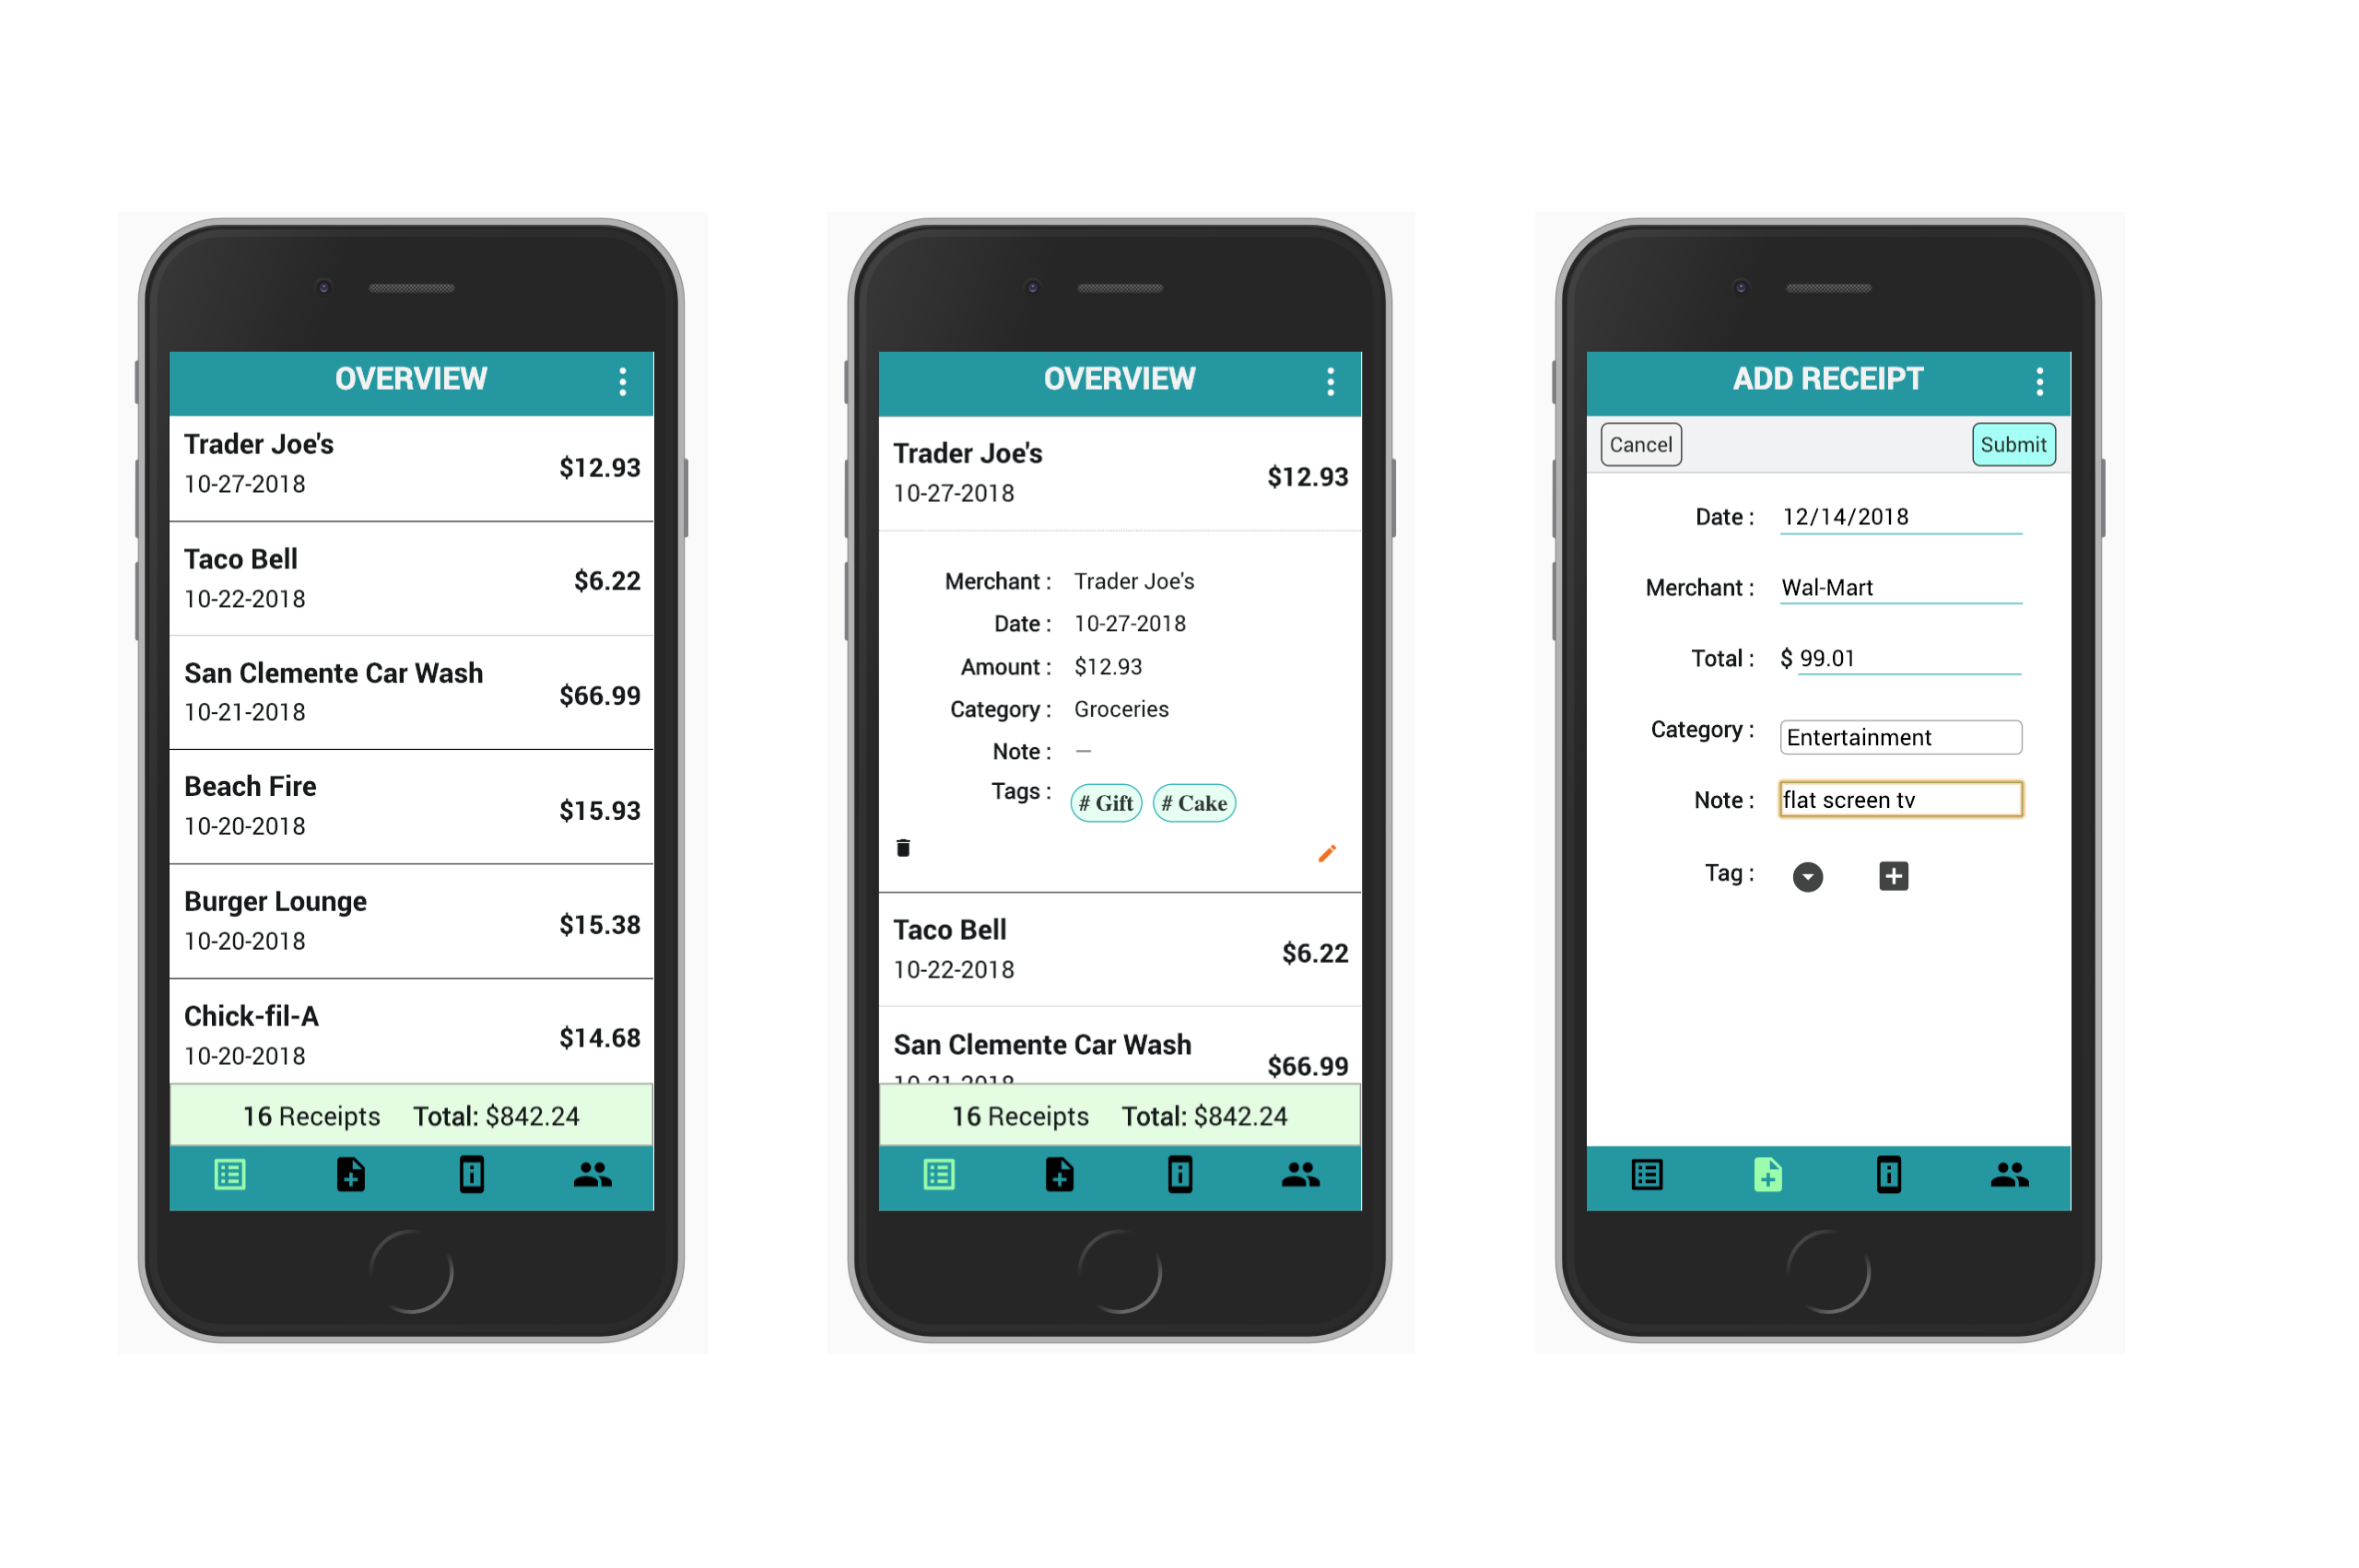 OVERVIEW
Trader Joe's
10-27-2018
$12.93
Taco Bell
10-22-2018
$6.22
San Clemente Car Wash
10-21-2018
$66.99
Beach Fire
10-20-2018
$15.93
Burger Lounge
10-20-2018
$15.38
Chick-fil-A
10-20-2018
$14.68
16 Receipts Total: $842.24
OVERVIEW
Trader Joe's
10-27-2018
$12.93
Merchant : Trader Joe's
Date : 10-27-2018
Amount : $12.93
Category : Groceries
Note : —
Tags : # Gift # Cake
Taco Bell
10-22-2018
$6.22
San Clemente Car Wash
10-21-2018
$66.99
16 Receipts Total: $842.24
ADD RECEIPT
Cancel Submit
Date : 12/14/2018
Merchant : Wal-Mart
Total : $ 99.01
Category : Entertainment
Note : flat screen tv
Tag :